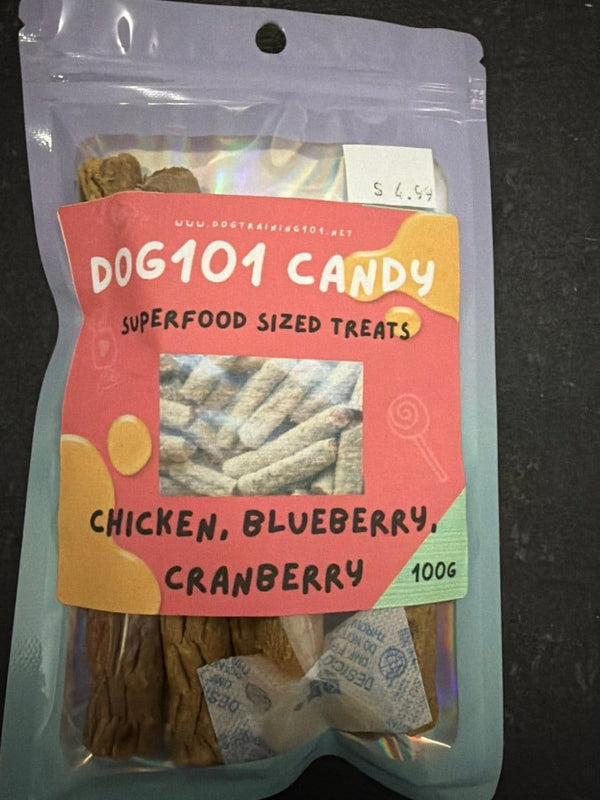 $ 4.99
WWW.DOGTRAINING101.NET
DOG101 CANDY
SUPERFOOD SIZED TREATS
CHICKEN, BLUEBERRY,
CRANBERRY
100G